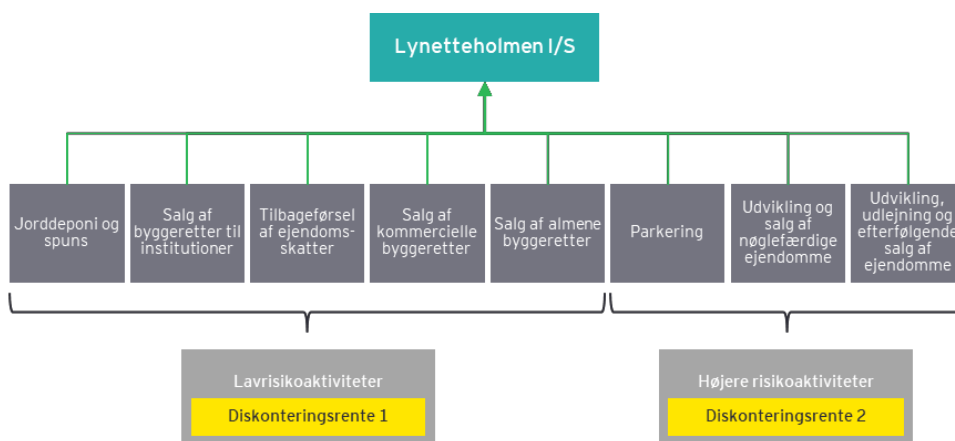 Lynetteholmen I/S
Jorddeponi og
spuns
Salg af
byggeretter til
institutioner
Tilbageførsel
af ejendoms-
skatter
Salg af
kommercielle
byggeretter
Salg af almene
byggeretter
Parkering
Udvikling og
salg af
nøglefærdige
ejendomme
Udvikling,
udlejning og
efterfølgende
salg af
ejendomme
Lavrisikoaktiviteter
Diskonteringsrente 1
Højere risikoaktiviteter
Diskonteringsrente 2